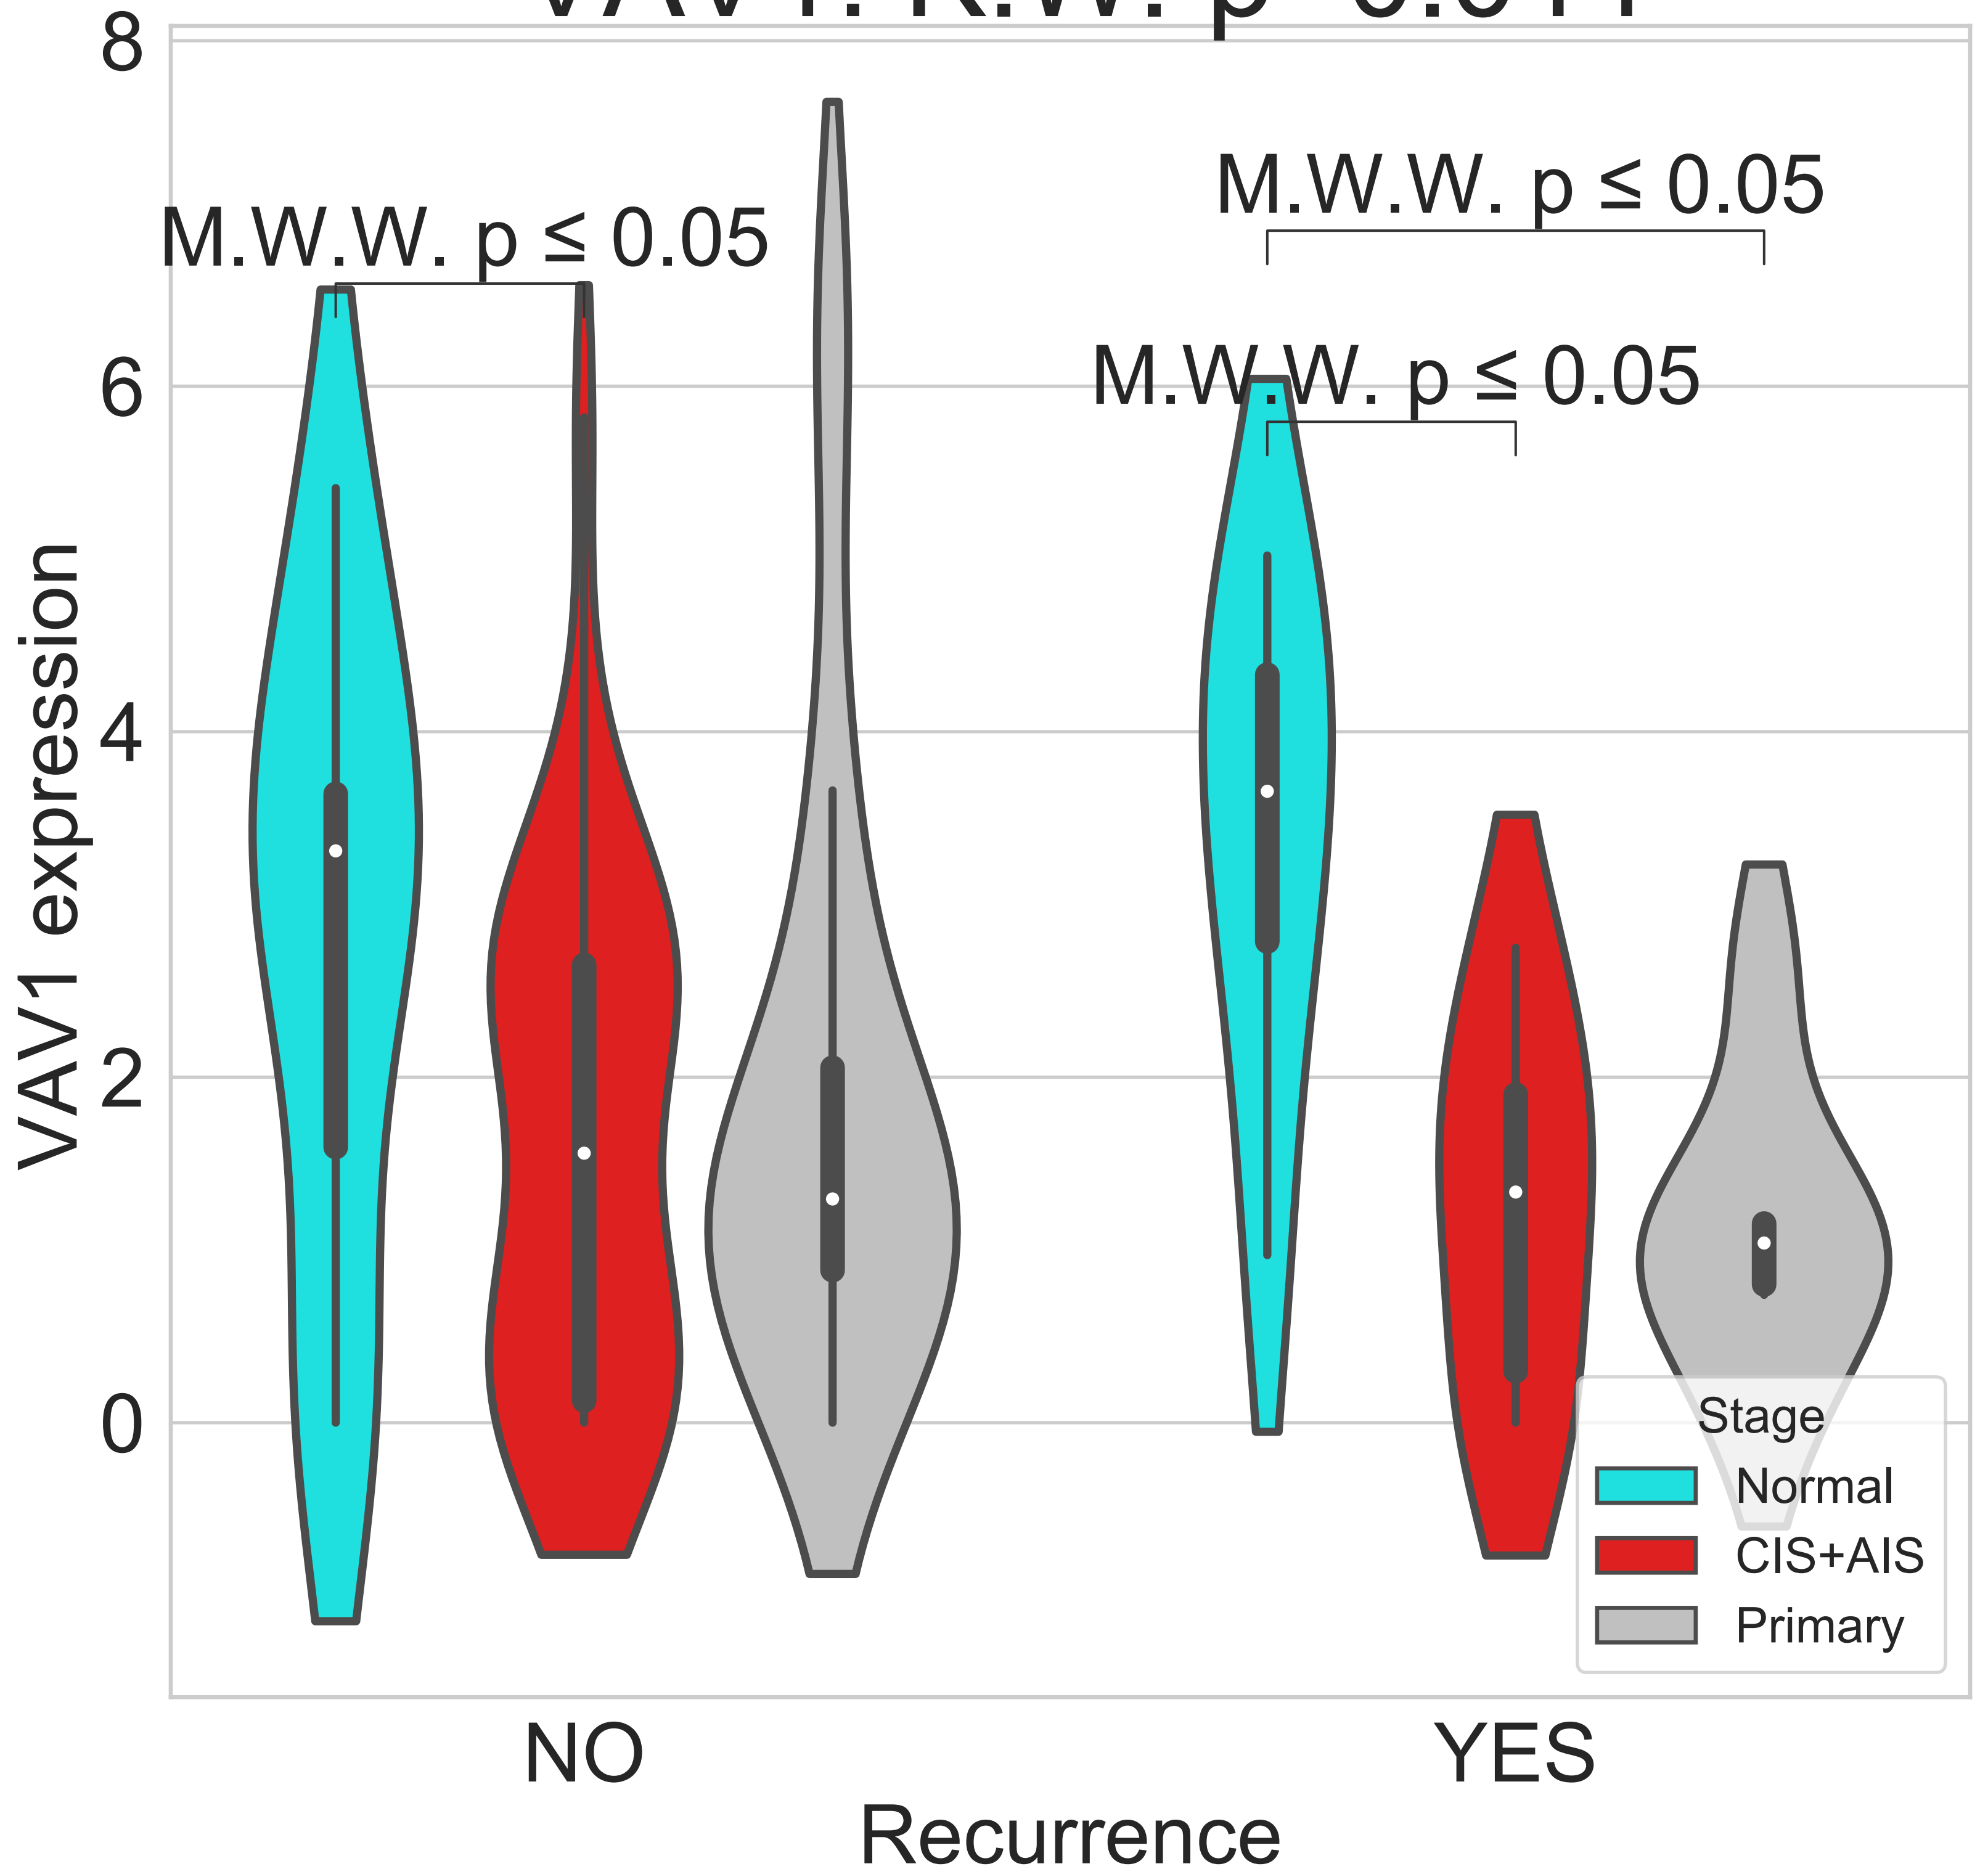 8
M.W.W. p ≤ 0.05
M.W.W. p ≤ 0.05
6
M.W.W. p ≤ 0.05
4
2
0
VAV1 expression
Stage
Normal
CIS+AIS
Primary
NO
YES
Recurrence